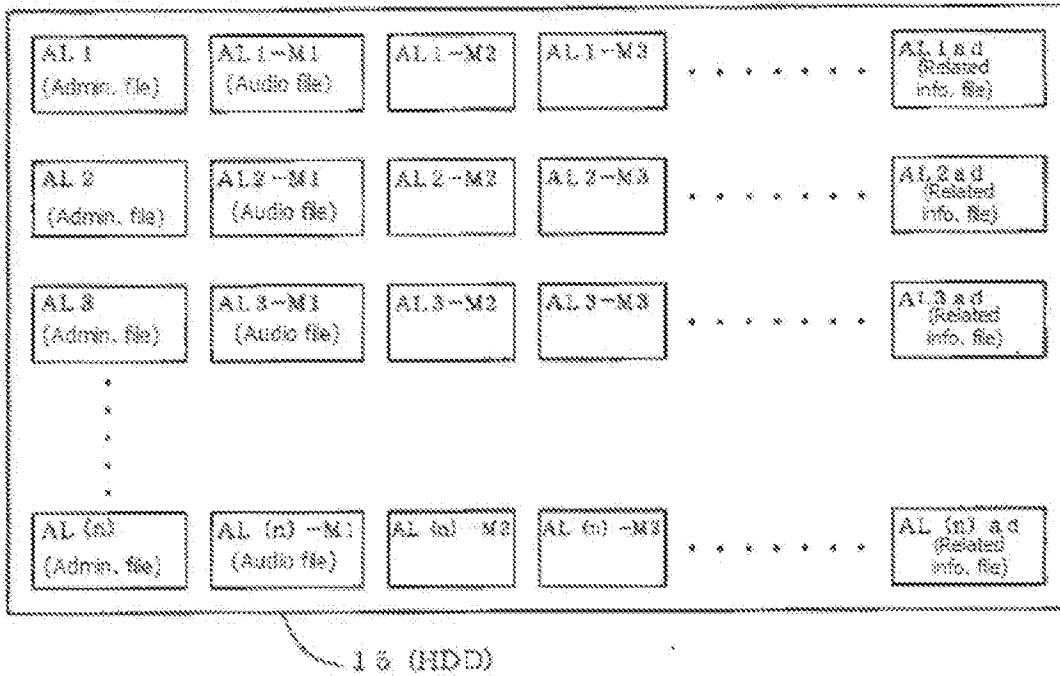 AL 1
(Admin. file)
AL 1-M1
(Audio file)
AL 1-M2
AL 1-M3
AL 1 a d
(Related
info. file)
AL 2
(Admin. file)
AL 2-M1
(Audio file)
AL 2-M2
AL 2-M3
AL 2 a d
(Related
info. file)
AL 3
(Admin. file)
AL 3-M1
(Audio file)
AL 3-M2
AL 3-M3
AL 3 a d
(Related
info. file)
AL (n)
(Admin. file)
AL (n) -M1
(Audio file)
AL (n) -M2
AL (n) -M3
AL (n) a d
(Related
info. file)
(HDD)